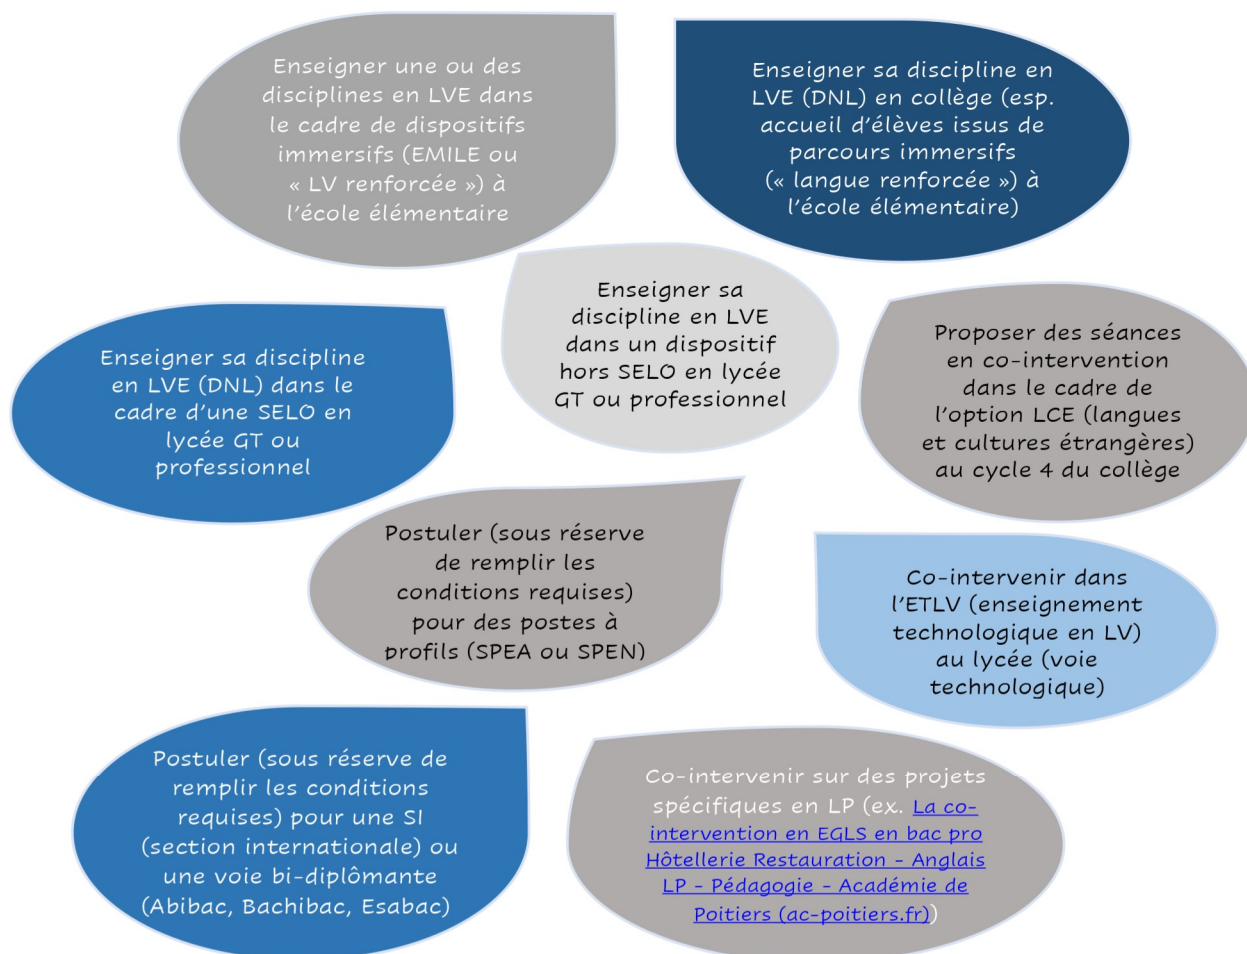 Enseigner une ou des
disciplines en LVE dans
le cadre de dispositifs
immersifs (EMILE ou
« LV renforcée ») à
l'école élémentaire
Enseigner sa discipline en
LVE (DNL) en collège (esp.
accueil d'élèves issus de
parcours immersifs
(« langue renforcée ») à
l'école élémentaire)
Enseigner sa
discipline en LVE
dans un dispositif
hors SELO en lycée
GT ou professionnel
Enseigner sa discipline
en LVE (DNL) dans le
cadre d'une SELO en
lycée GT ou
professionnel
Proposer des séances
en co-intervention
dans le cadre de
l'option LCE (langues
et cultures étrangères)
au cycle 4 du collège
Postuler (sous réserve
de remplir les
conditions requises)
pour des postes à
profils (SPEA ou SPEN)
Co-intervenir dans
l'ETLV (enseignement
technologique en LV)
au lycée (voie
technologique)
Postuler (sous réserve de
remplir les conditions
requises) pour une SI
(section internationale) ou
une voie bi-diplômante
(Abibac, Bachibac, Esabac)
Co-intervenir sur des projets
spécifiques en LP (ex. La co-
intervention en EGLS en bac pro
Hôtellerie Restauration - Anglais
LP - Pédagogie - Académie de
Poitiers (ac-poitiers.fr))